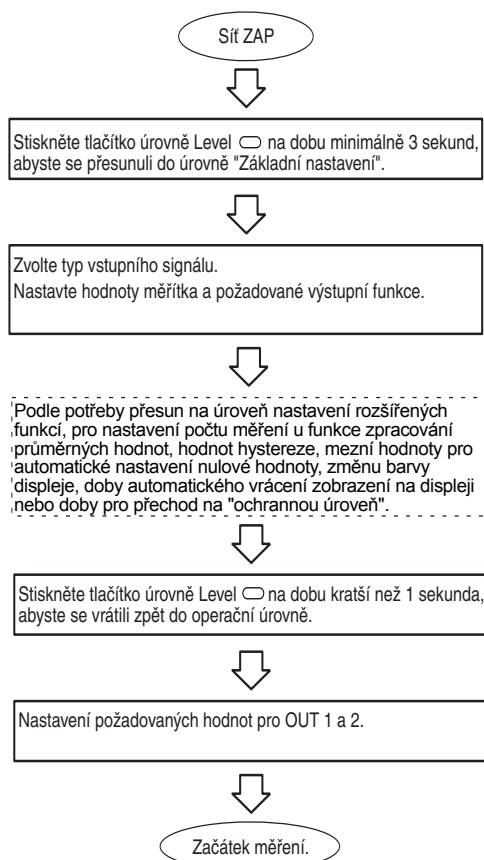 Síť ZAP
Stiskněte tlačítko úrovně Level na dobu minimálně 3 sekund,
abyste se přesunuli do úrovně "Základní nastavení".
Zvolte typ vstupního signálu.
Nastavte hodnoty měřítka a požadované výstupní funkce.
Podle potřeby přesun na úroveň nastavení rozšířených
funkcí, pro nastavení počtu měření u funkce zpracování
průměrných hodnot, hodnot hystereze, mezní hodnoty pro
automatické nastavení nulové hodnoty, změnu barvy
displeje, doby automatického vrácení zobrazení na displeji
nebo doby pro přechod na "ochrannou úroveň".
Stiskněte tlačítko úrovně Level na dobu kratší než 1 sekunda,
abyste se vrátili zpět do operační úrovně.
Nastavení požadovaných hodnot pro OUT 1 a 2.
Začátek měření.